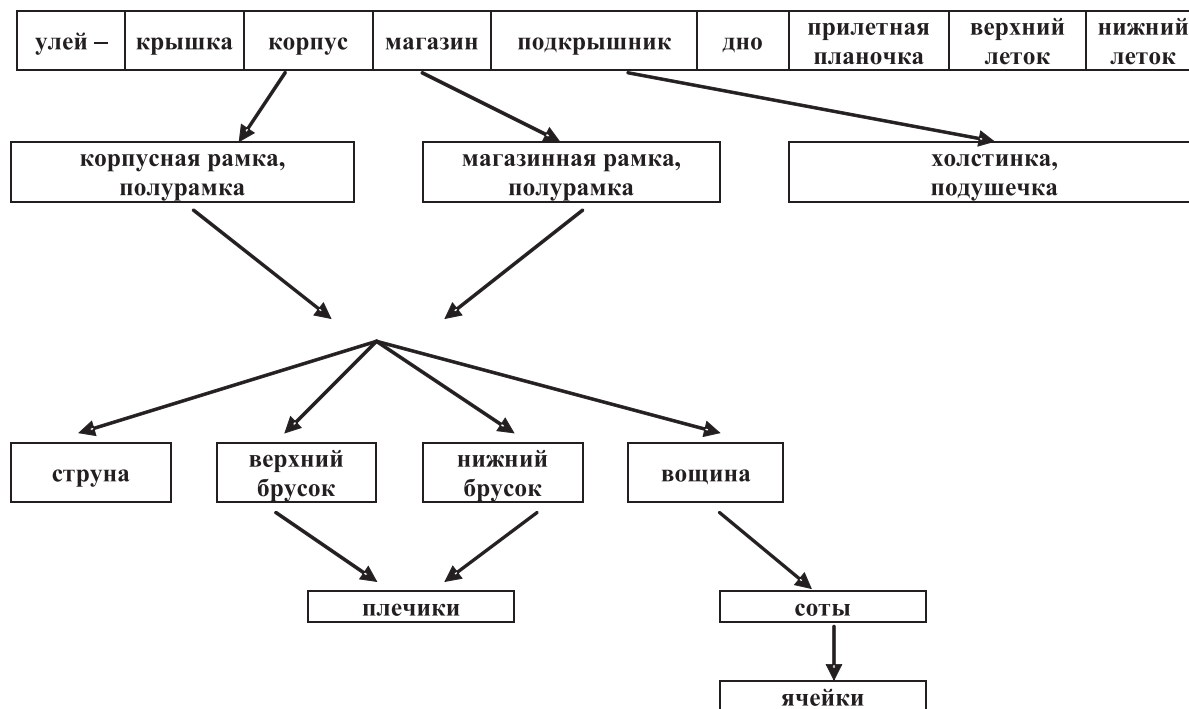 улей – крышка корпус магазин подкрышник дно прилетная планочка верхний леток нижний леток
корпусная рамка,
полурамка
магазинная рамка,
полурамка
холстинка,
подушечка
струна
верхний
брусок
нижний
брусок
вощина
плечики
соты
ячейки